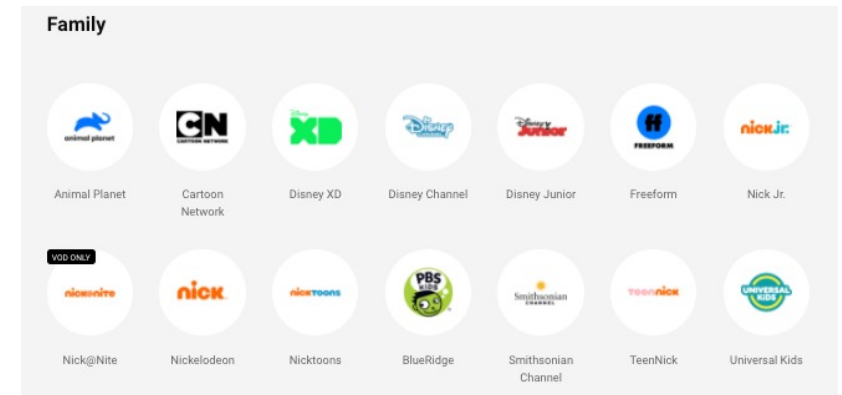 Family
animal planet
CN
CARTOON NETWORK
Disney
XD
Disney
CHANNEL
Disney
Junior
ff
FREEFORM
nick jr.
Animal Planet
Cartoon
Network
Disney XD
Disney Channel
Disney Junior
Freeform
Nick Jr.
VOD ONLY
nick@nite
nick
nicktoons
PBS
KIDS
Smithsonian
CHANNEL
Teennick
UNIVERSAL
KIDS
Nick@Nite
Nickelodeon
Nicktoons
BlueRidge
Smithsonian
Channel
TeenNick
Universal Kids